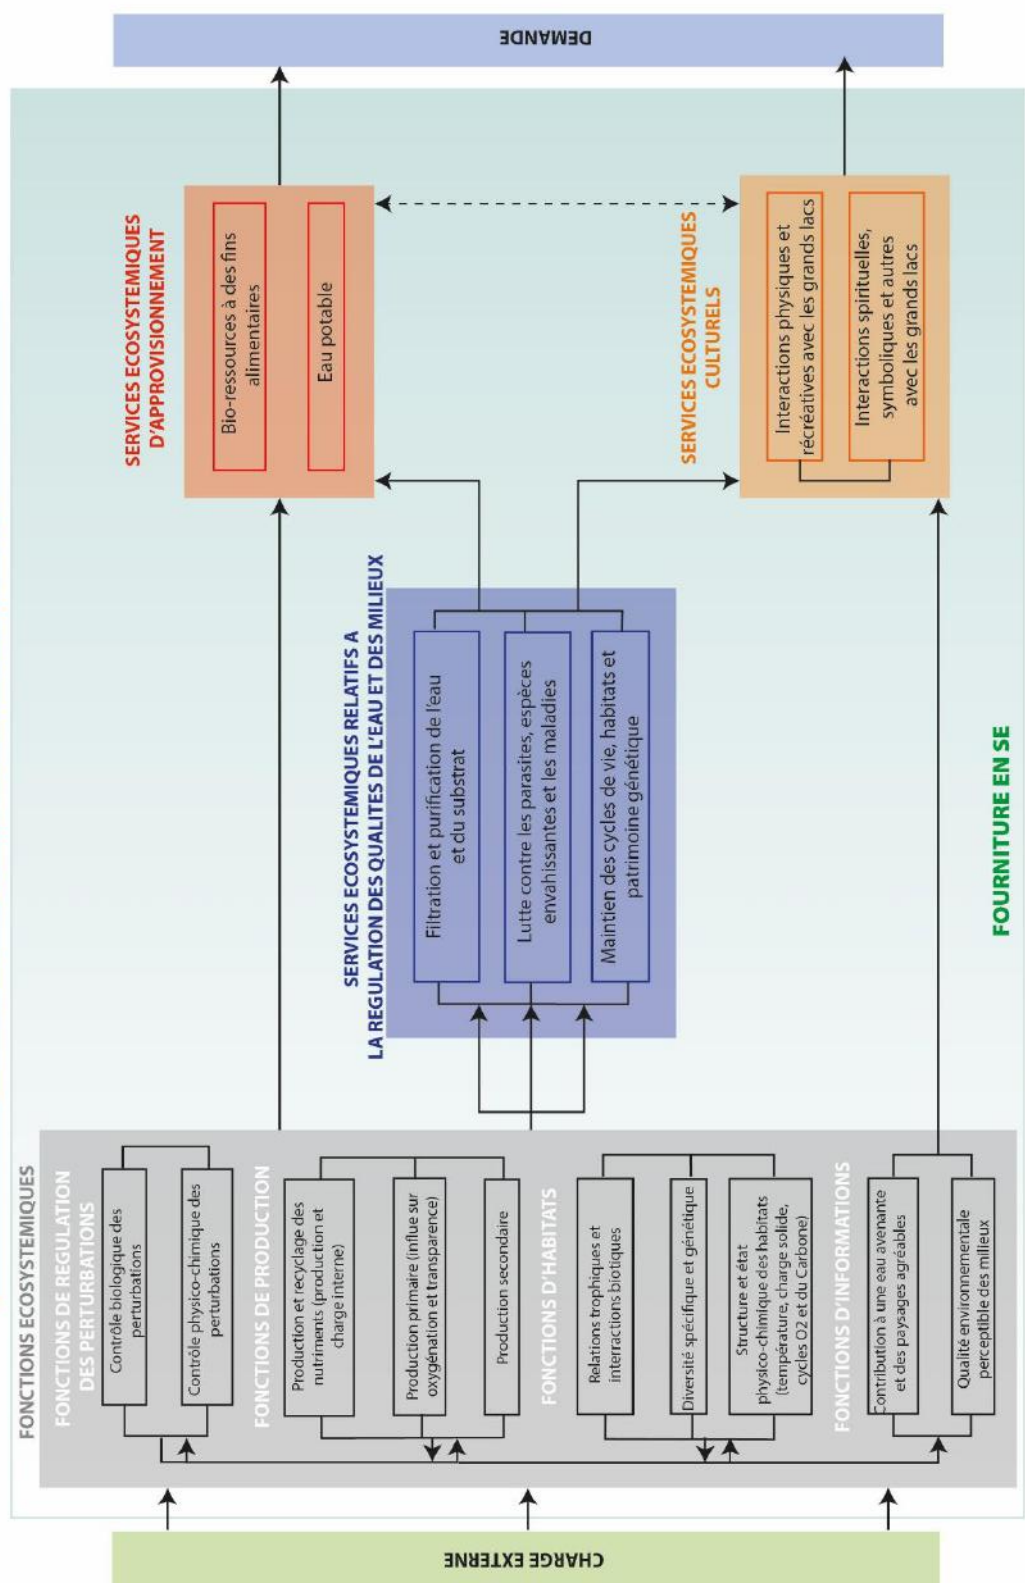 CHARGE EXTERNE
FONCTIONS ECOSYSTEMIQUES
FONCTIONS DE REGULATION
DES PERTURBATIONS
Contrôle biologique des
perturbations
Contrôle physico-chimique des
perturbations
FONCTIONS DE PRODUCTION
Production et recyclage des
nutriments (production et
charge interne)
Production primaire (influe sur
oxygénation et transparence)
Production secondaire
FONCTIONS D'HABITATS
Relations trophiques et
interractions biotiques
Diversité spécifique et génétique
Structure et état
physico-chimique des habitats
(température, charge solide,
cycles O2 et du Carbone)
FONCTIONS D'INFORMATIONS
Contribution à une eau avenante
et des paysages agréables
Qualité environnementale
perceptible des milieux
SERVICES ECOSYSTEMIQUES RELATIFS A
LA REGULATION DES QUALITES DE L'EAU ET DES MILIEUX
Filtration et purification de l'eau
et du substrat
Lutte contre les parasites, espèces
envahissantes et les maladies
Maintien des cycles de vie, habitats et
patrimoine génétique
SERVICES ECOSYSTEMIQUES
D'APPROVISIONNEMENT
Bio-ressources à des fins
alimentaires
Eau potable
SERVICES ECOSYSTEMIQUES
CULTURELS
Interactions physiques et
récréatives avec les grands lacs
Interactions spirituelles,
symboliques et autres
avec les grands lacs
FOURNITURE EN SE
DEMANDE